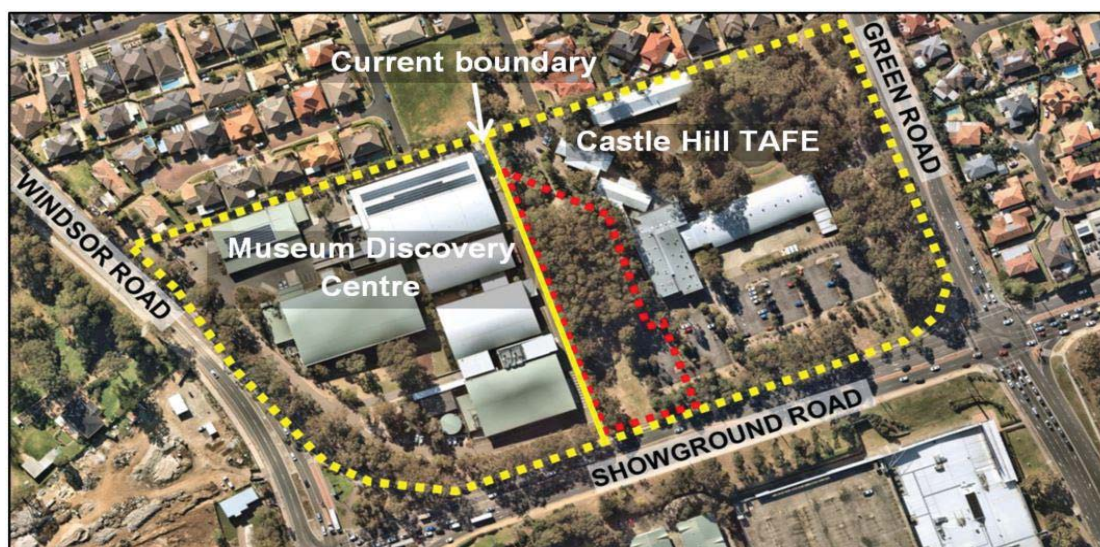 Current boundary
GREEN ROAD
Castle Hill TAFE
WINDSOR ROAD
Museum Discovery
Centre
SHOWGROUND ROAD